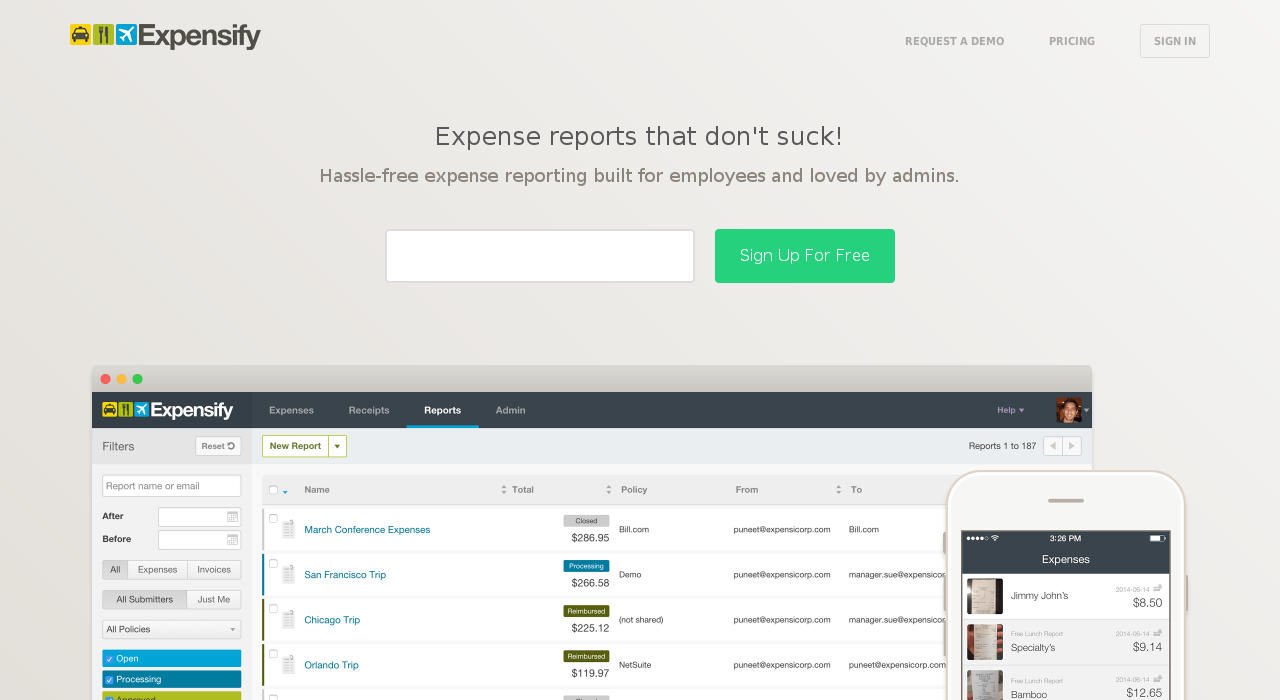 Expensify
REQUEST A DEMO PRICING SIGN IN
Expense reports that don't suck!
Hassle-free expense reporting built for employees and loved by admins.
Sign Up For Free
Expensify Expenses Receipts Reports Admin Help
Filters Reset New Report Reports 1 to 187
Report name or email
Name Total Policy From To
After
Before
Closed
March Conference Expenses $286.95 Bill.com puneet@expensicorp.com Bill.com
All Expenses Invoices
Processing
San Francisco Trip $266.58 Demo puneet@expensicorp.com manager.sue@expensicor
All Submitters Just Me
Reimbursed
Chicago Trip $225.12 (not shared) puneet@expensicorp.com manager.sue@expensicor
All Policies
Reimbursed
Orlando Trip $119.97 NetSuite puneet@expensicorp.com puneet@expensicorp.com
Open
Processing
Approved
Closed
3:26 PM
Expenses
2014-06-14
Jimmy John's $8.50
Free Lunch Report 2014-06-14
Specialty's $9.14
Free Lunch Report 2014-06-14
Bamboo $12.65